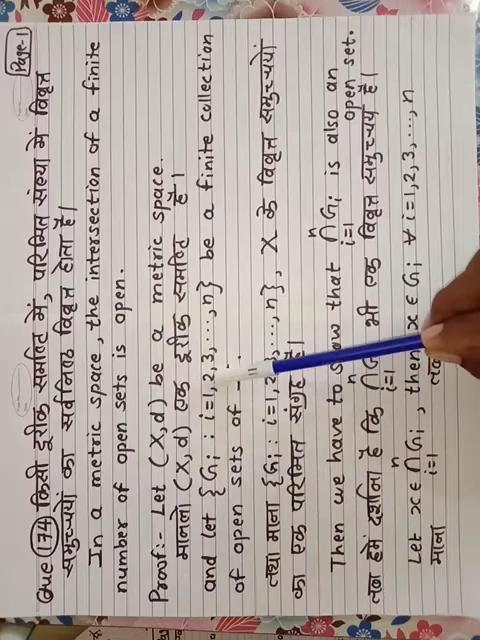 Page-1
Que 174 किसी दूरीक समष्टि में, परिमित संख्या में विवृत्त
समुच्चयों का सर्वनिष्ठ विवृत्त होता है।
In a metric space, the intersection of a finite
number of open sets is open.
Proof:- Let (X,d) be a metric space.
मानलो (X,d) एक दूरीक समष्टि है।
and let {Gi : i=1,2,3,...,n} be a finite collection
of open sets of
तथा माना {Gi : i=1,2,3,...,n}, X के विवृत्त समुच्चयों
का एक परिमित संग्रह है।
Then we have to show that n∩i=1 Gi is also an open set.
तब हमें दर्शाना है कि n∩i=1 Gi भी एक विवृत्त समुच्चय है।
Let x∈ n∩i=1 Gi, then x∈Gi ∀ i=1,2,3,...,n
माना तब